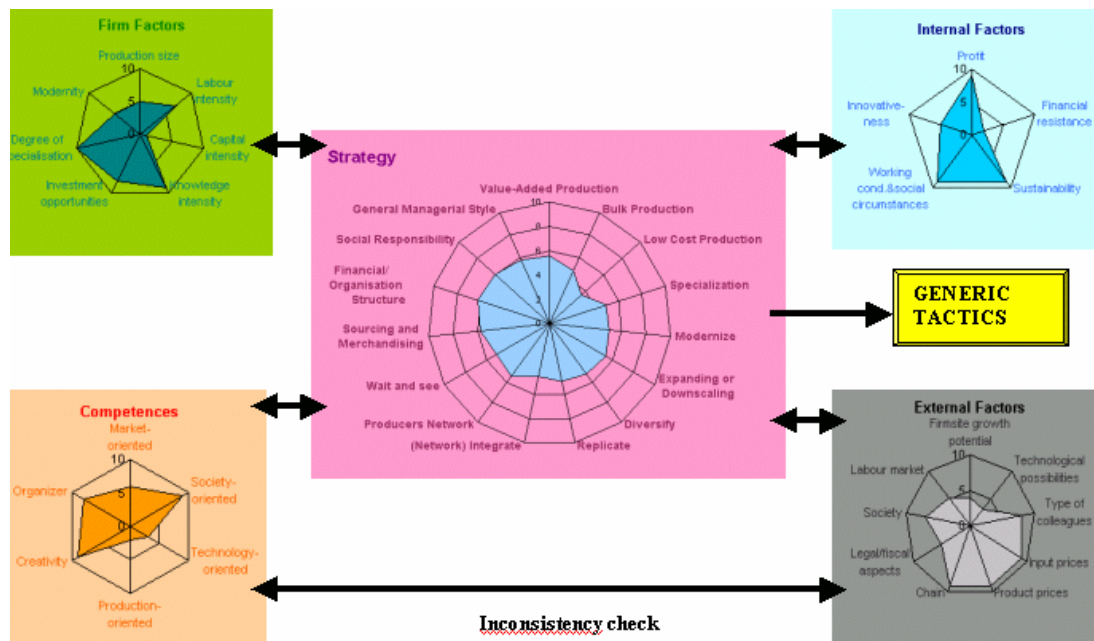 Firm Factors
Production size
10
Labour
intensity
Modernity
5
0
Degree of
specialisation
Capital
intensity
Investment
opportunities
Knowledge
intensity
Internal Factors
Profit
10
5
0
Innovative-
ness
Financial
resistance
Working
cond.&social
circumstances
Sustainability
Strategy
Value-Added Production
10
8
6
4
2
0
General Managerial Style
Bulk Production
Social Responsibility
Low Cost Production
Financial/
Organisation
Structure
Specialization
Sourcing and
Merchandising
Modernize
Wait and see
Expanding or
Downscaling
Producers Network
Diversify
(Network) Integrate
Replicate
GENERIC
TACTICS
Competences
Market-
oriented
10
5
0
Organizer
Society-
oriented
Creativity
Technology-
oriented
Production-
oriented
External Factors
Firmsite growth
potential
10
5
0
Labour market
Technological
possibilities
Society
Type of
colleagues
Legal/fiscal
aspects
Input prices
Chain
Product prices
Inconsistency check